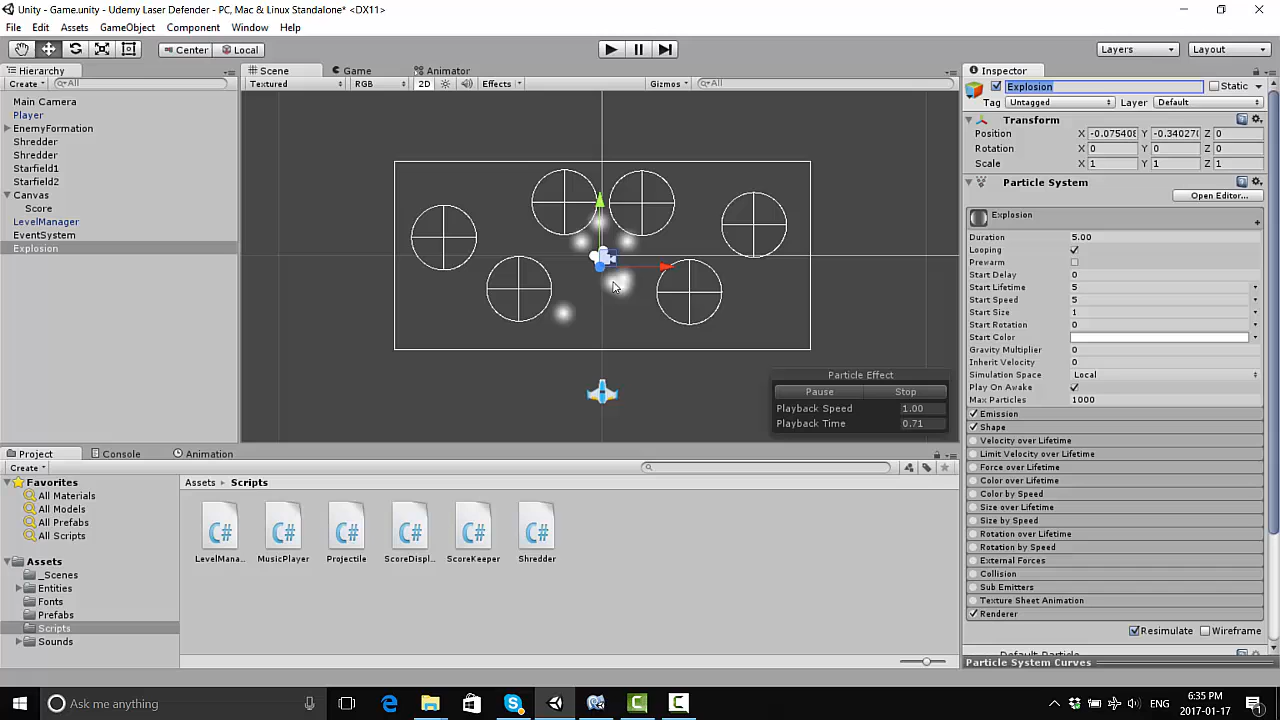 Unity - Game.unity - Udemy Laser Defender - PC, Mac & Linux Standalone* <DX11>
File Edit Assets GameObject Component Window Help
Center Local Layers Layout
Hierarchy
Create All
Main Camera
Player
EnemyFormation
Shredder
Shredder
Starfield1
Starfield2
Canvas
Score
LevelManager
EventSystem
Explosion
Scene Game Animator
Textured RGB 2D Effects Gizmos All
Particle Effect
Pause Stop
Playback Speed 1.00
Playback Time 0.71
Inspector
Explosion Static
Tag Untagged Layer Default
Transform
Position X -0.075408 Y -0.34027( Z 0
Rotation X 0 Y 0 Z 0
Scale X 1 Y 1 Z 1
Particle System
Open Editor...
Explosion
Duration 5.00
Looping
Prewarm
Start Delay 0
Start Lifetime 5
Start Speed 5
Start Size 1
Start Rotation 0
Start Color
Gravity Multiplier 0
Inherit Velocity 0
Simulation Space Local
Play On Awake
Max Particles 1000
Emission
Shape
Velocity over Lifetime
Limit Velocity over Lifetime
Force over Lifetime
Color over Lifetime
Color by Speed
Size over Lifetime
Size by Speed
Rotation over Lifetime
Rotation by Speed
External Forces
Collision
Sub Emitters
Texture Sheet Animation
Renderer
Resimulate Wireframe
Particle System Curves
Project Console Animation
Create
Favorites
All Materials
All Models
All Prefabs
All Scripts
Assets
_Scenes
Entities
Fonts
Prefabs
Scripts
Sounds
Assets Scripts
C# C# C# C# C# C#
LevelMana... MusicPlayer Projectile ScoreDispl... ScoreKeeper Shredder
Ask me anything
6:35 PM
2017-01-17